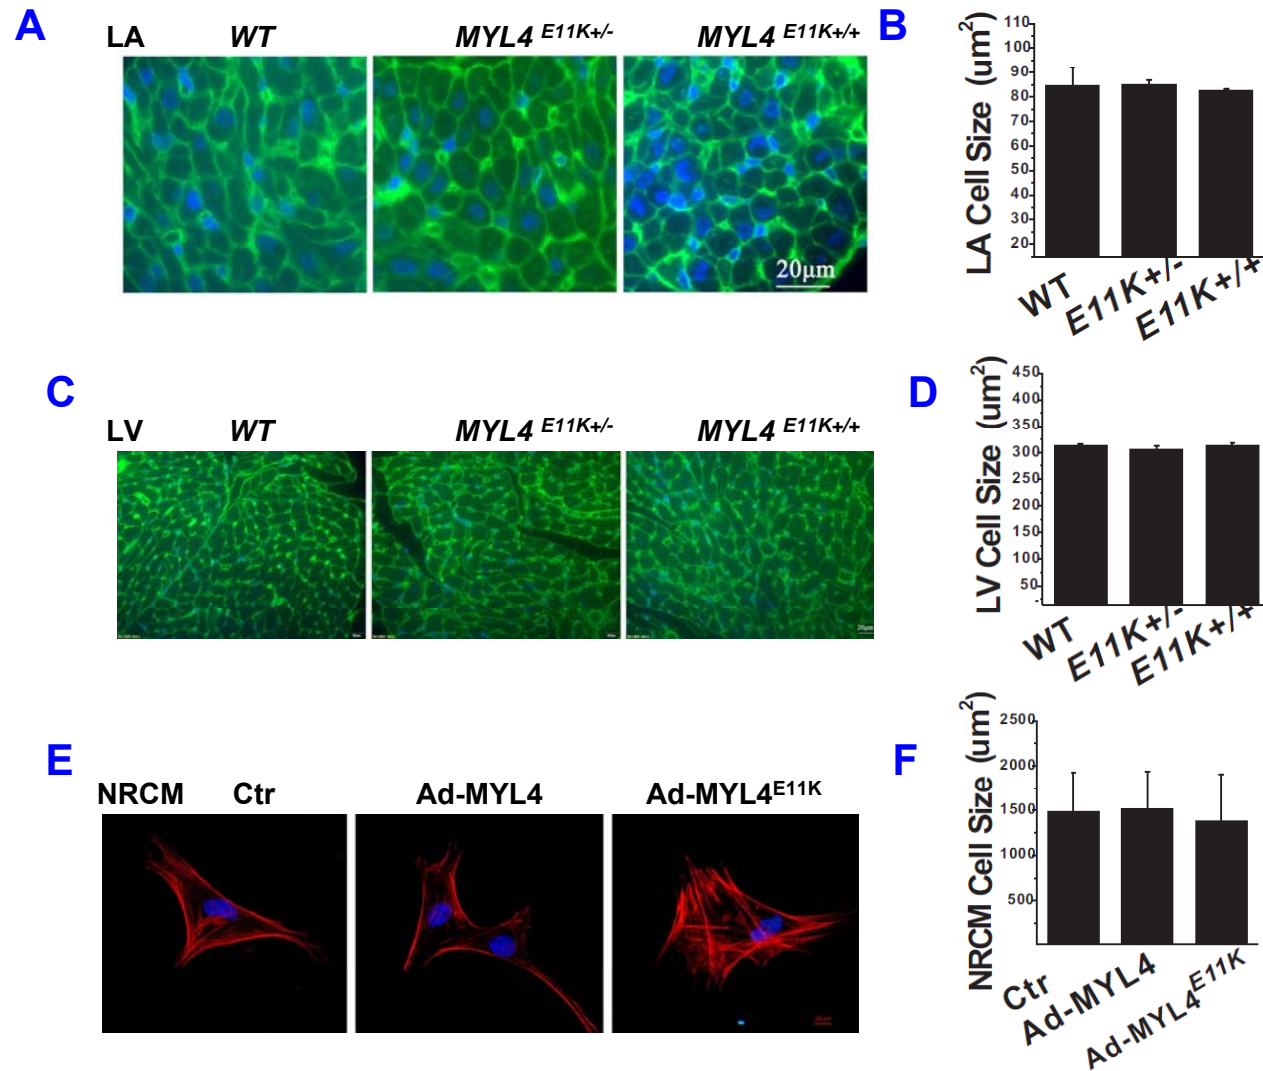 A
LA WT MYL4 E11K+/- MYL4 E11K+/+
20µm
B
LA Cell Size (um2)
110
100
90
80
70
60
50
40
30
20
WT
E11K+/-
E11K+/+
C
LV WT MYL4 E11K+/- MYL4 E11K+/+
20µm
D
LV Cell Size (um2)
450
400
350
300
250
200
150
100
50
WT
E11K+/-
E11K+/+
E
NRCM Ctr Ad-MYL4 Ad-MYL4E11K
F
NRCM Cell Size (um2)
2500
2000
1500
1000
500
Ctr
Ad-MYL4
Ad-MYL4E11K